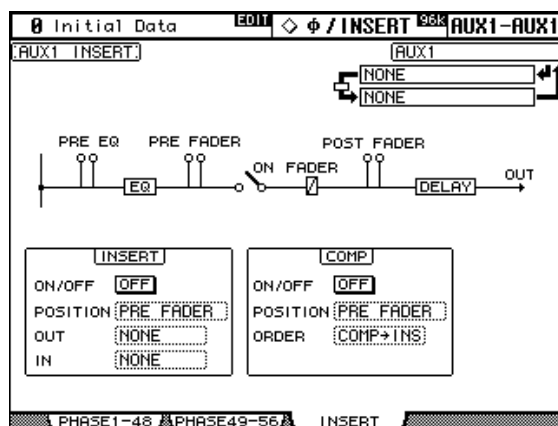 0 Initial Data EDIT ◇ φ/INSERT 96K AUX1-AUX1
AUX1 INSERT AUX1
NONE
NONE
PRE EQ PRE FADER POST FADER
ON FADER OUT
EQ DELAY
INSERT
ON/OFF OFF
POSITION PRE FADER
OUT NONE
IN NONE
COMP
ON/OFF OFF
POSITION PRE FADER
ORDER COMP→INS
PHASE1-48 PHASE49-56 INSERT